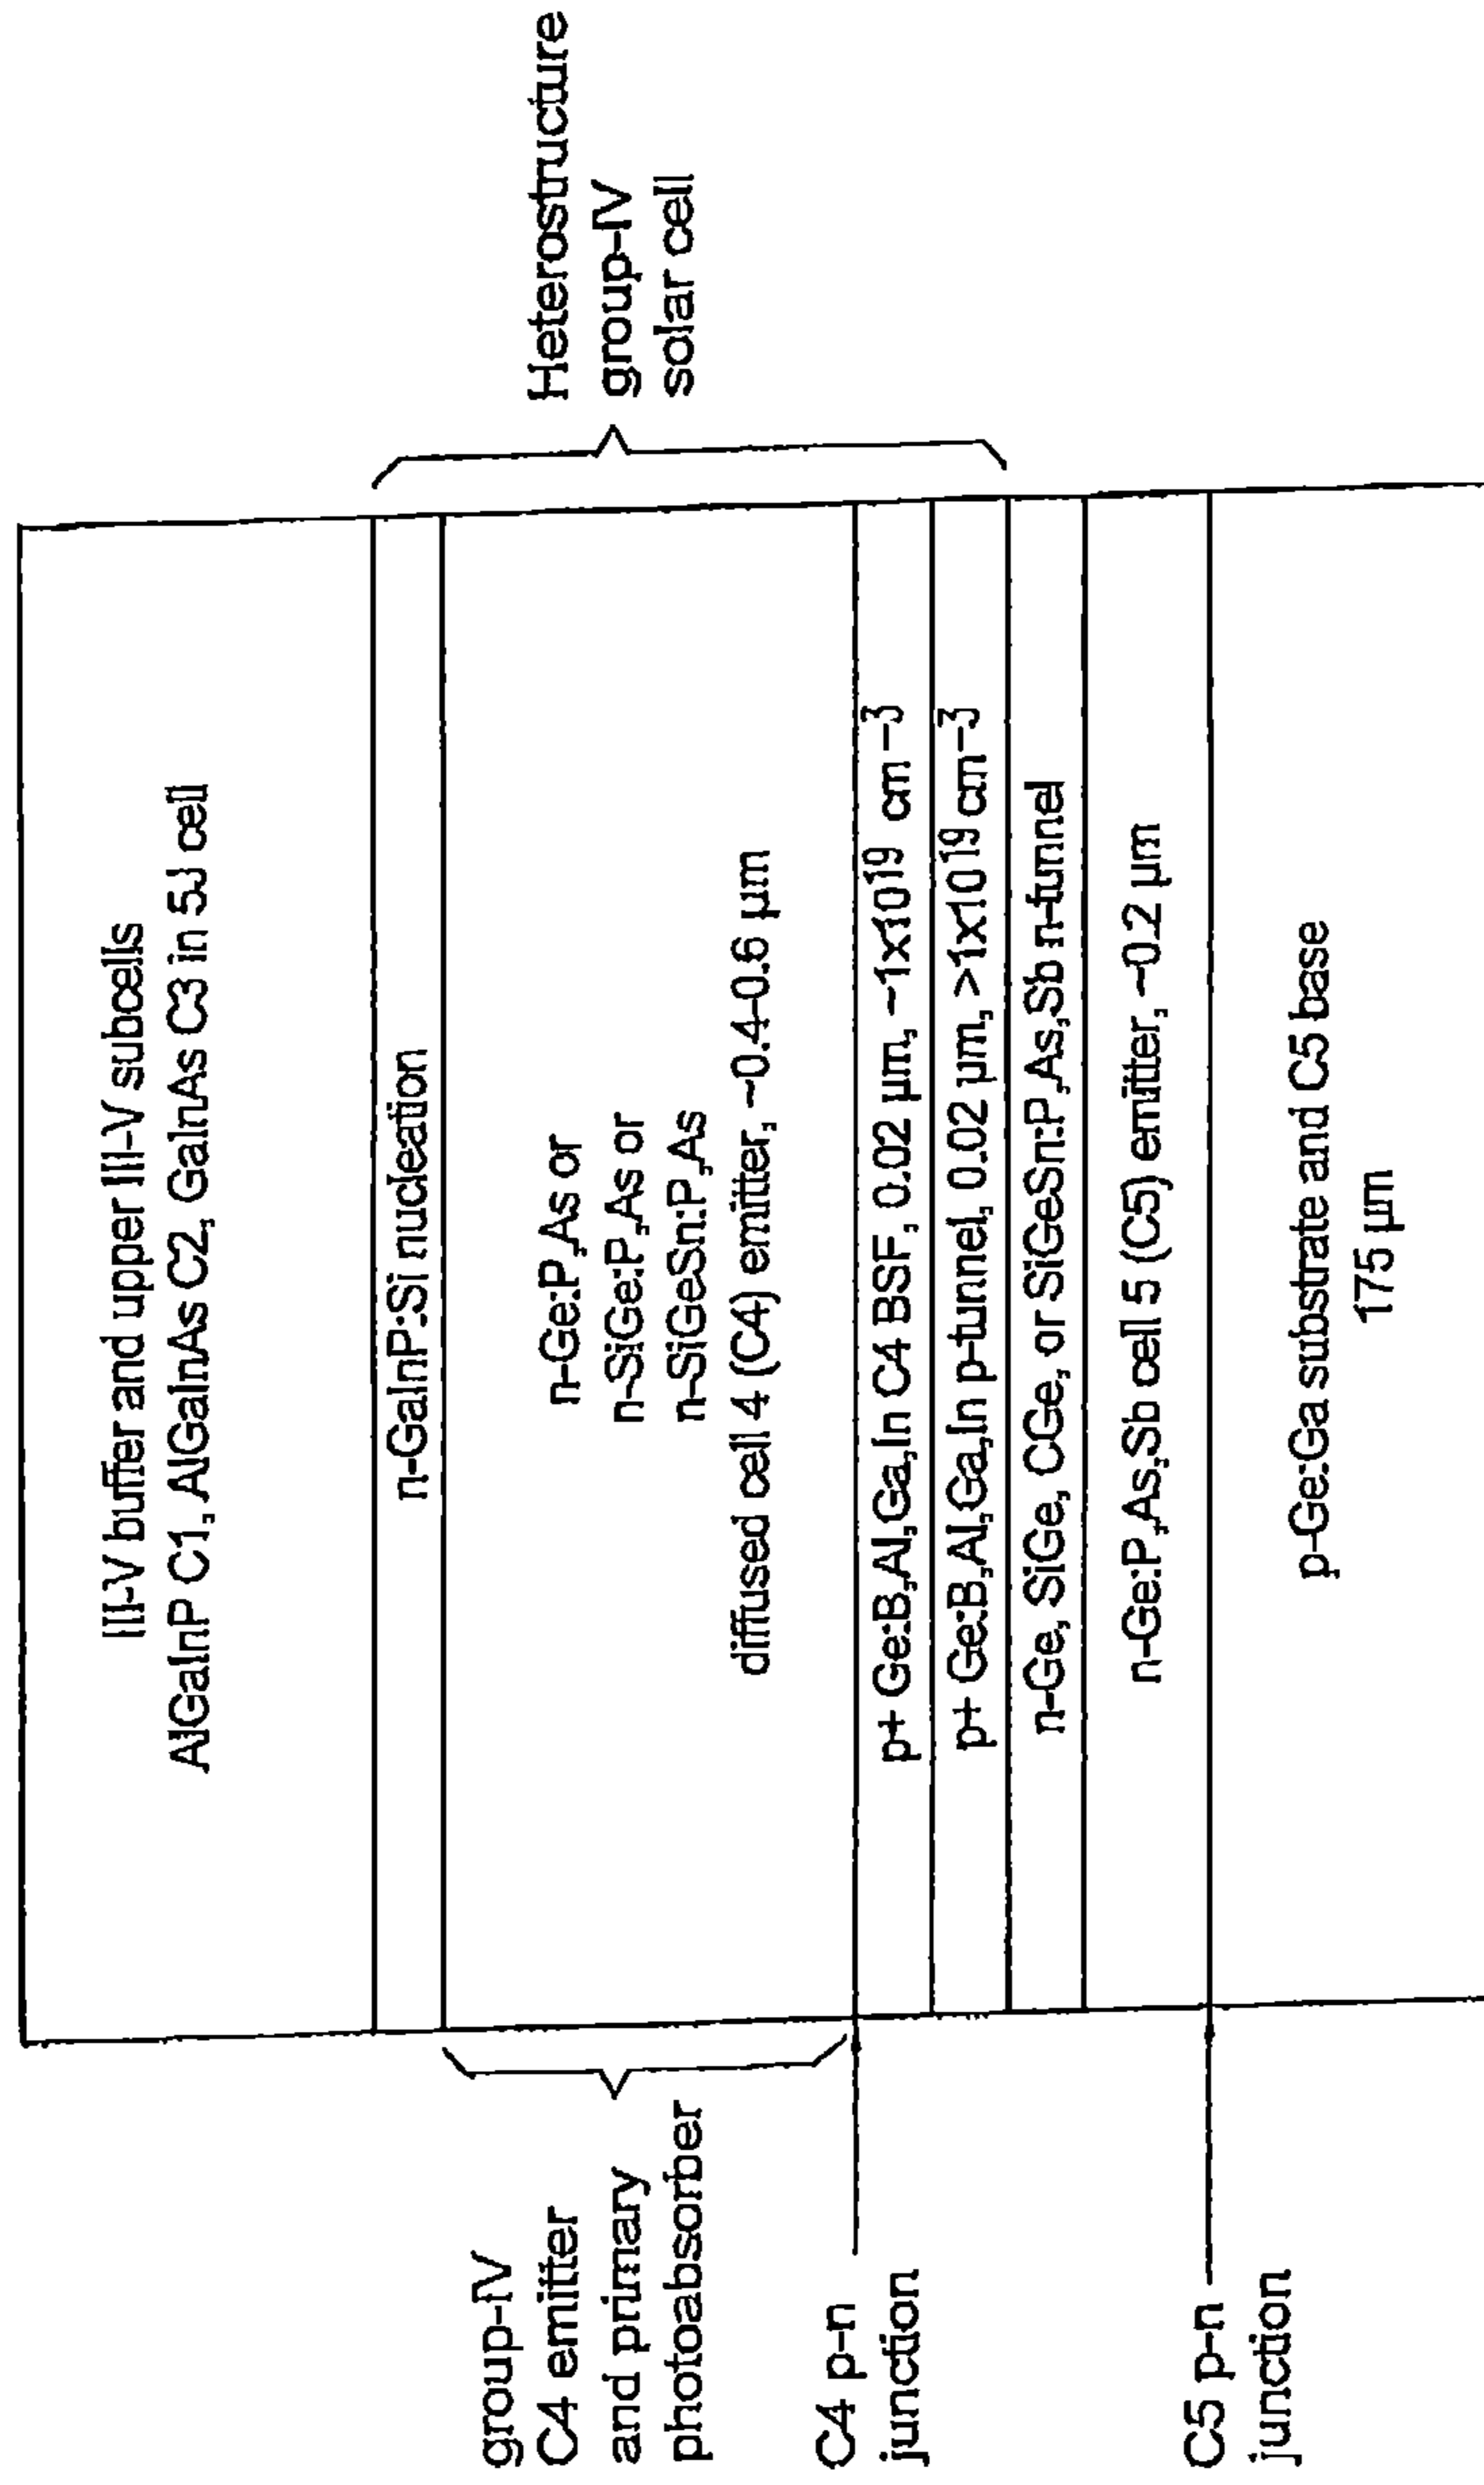 III-V buffer and upper III-V subcells
AlGaInP C1, AlGaInAs C2, GaInAs C3 in 5J cell
n-GaInP:Si nucleation
n-Ge:P,As or
n-SiGe:P,As or
n-SiGeSn:P,As
diffused cell 4 (C4) emitter, ~0.4-0.6 µm
p+ Ge:B,Al,Ga,In C4 BSF, 0.02 µm, ~1x10¹⁹ cm⁻³
p+ Ge:B,Al,Ga,In p-tunnel, 0.02 µm, >1x10¹⁹ cm⁻³
n-Ge, SiGe, CGe, or SiGeSn:P,As,Sb n-tunnel
n-Ge:P,As,Sb cell 5 (C5) emitter, ~0.2 µm
p-Ge:Ga substrate and C5 base
175 µm
group-IV
C4 emitter
and primary
photoabsorber
C4 p-n
junction
C5 p-n
junction
Heterostructure
group-IV
solar cell